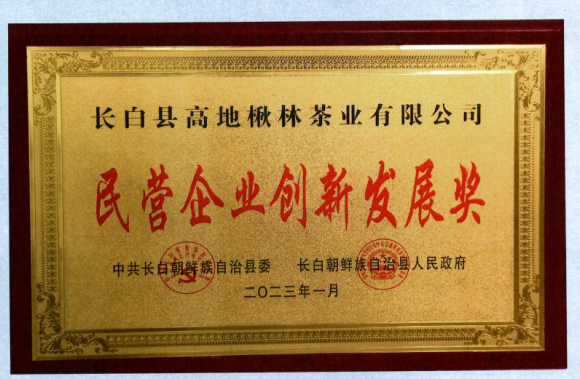 长白县高地楸林茶业有限公司
民营企业创新发展奖
中共长白朝鲜族自治县委 长白朝鲜族自治县人民政府
二〇二三年一月